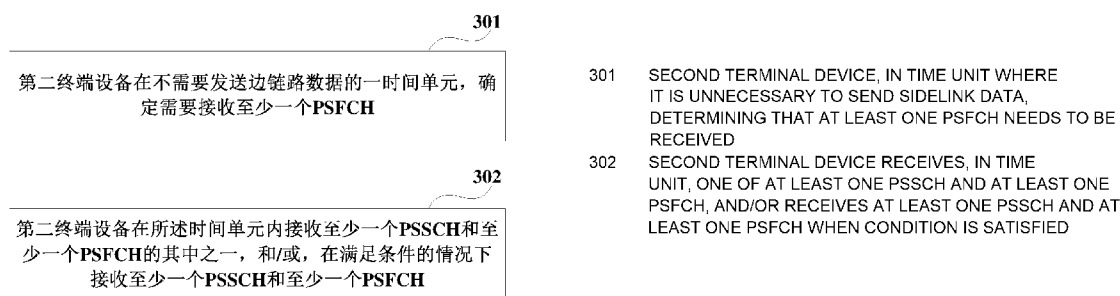 301
第二终端设备在不需要发送边链路数据的一时间单元，确
定需要接收至少一个PSFCH
302
第二终端设备在所述时间单元内接收至少一个PSSCH和至
少一个PSFCH的其中之一，和/或，在满足条件的情况下
接收至少一个PSSCH和至少一个PSFCH
301 SECOND TERMINAL DEVICE, IN TIME UNIT WHERE
IT IS UNNECESSARY TO SEND SIDELINK DATA,
DETERMINING THAT AT LEAST ONE PSFCH NEEDS TO BE
RECEIVED
302 SECOND TERMINAL DEVICE RECEIVES, IN TIME
UNIT, ONE OF AT LEAST ONE PSSCH AND AT LEAST ONE
PSFCH, AND/OR RECEIVES AT LEAST ONE PSSCH AND AT
LEAST ONE PSFCH WHEN CONDITION IS SATISFIED